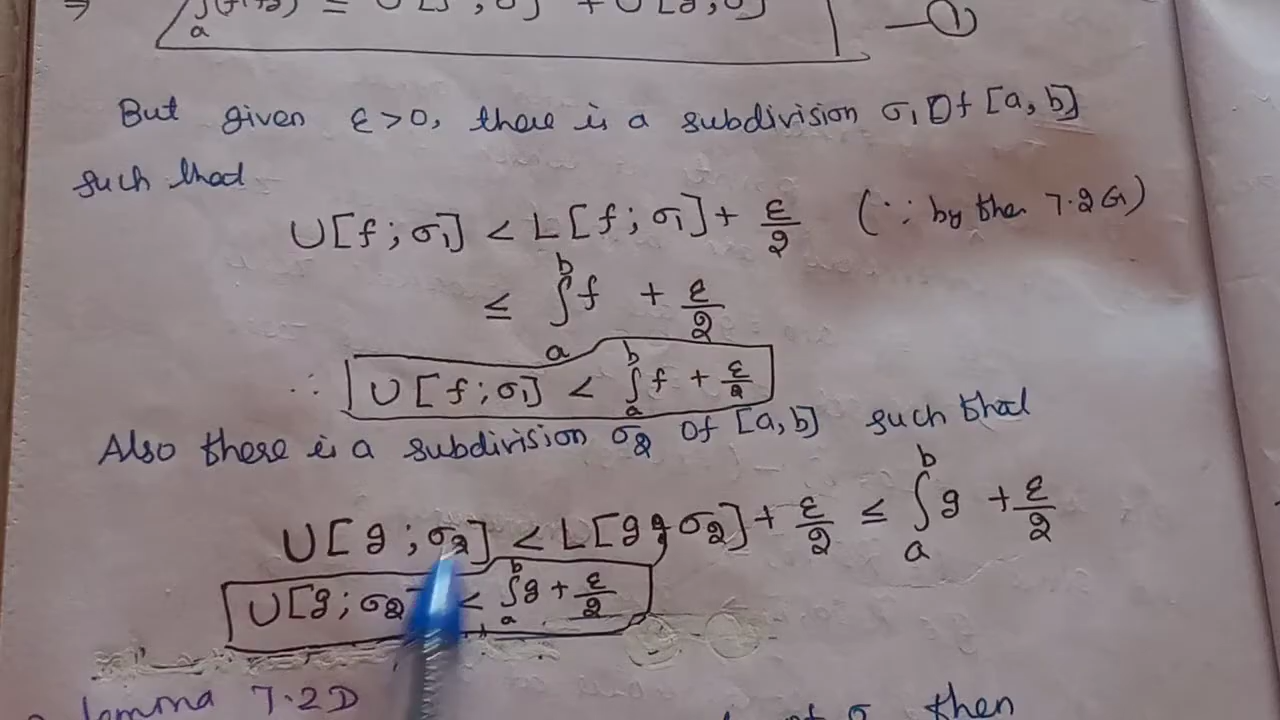 ⇒ ∫ₐ (f+g) ≤ U[f;σ] + U[g;σ] —①
But given ε>0, there is a subdivision σ₁ Of [a, b]
such that
U[f;σ₁] < L[f;σ₁] + ε/2 (∵ by thm 7.2G)
≤ ∫ₐᵇ f + ε/2
∴ U[f;σ₁] < ∫ₐᵇ f + ε/2
Also there is a subdivision σ₂ Of [a,b] such that
U[g;σ₂] < L[g;σ₂] + ε/2 ≤ ∫ₐᵇ g + ε/2
U[g;σ₂] < ∫ₐᵇ g + ε/2
lemma 7.2D
of σ then